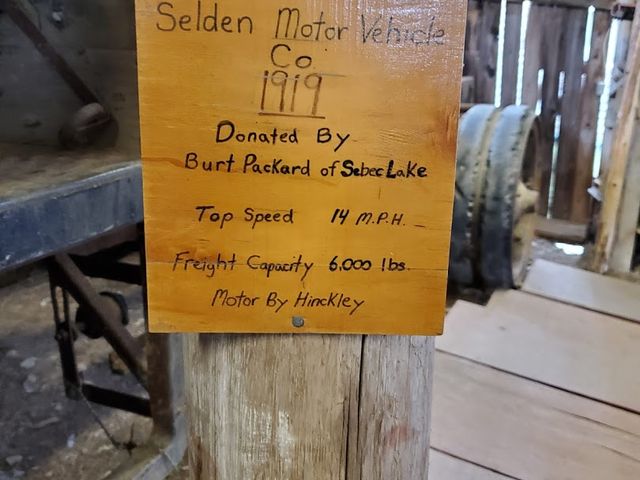 Selden Motor Vehicle
Co.
1919
Donated By
Burt Packard of Sebec Lake
Top Speed 14 M.P.H.
Freight Capacity 6,000 lbs.
Motor By Hinckley